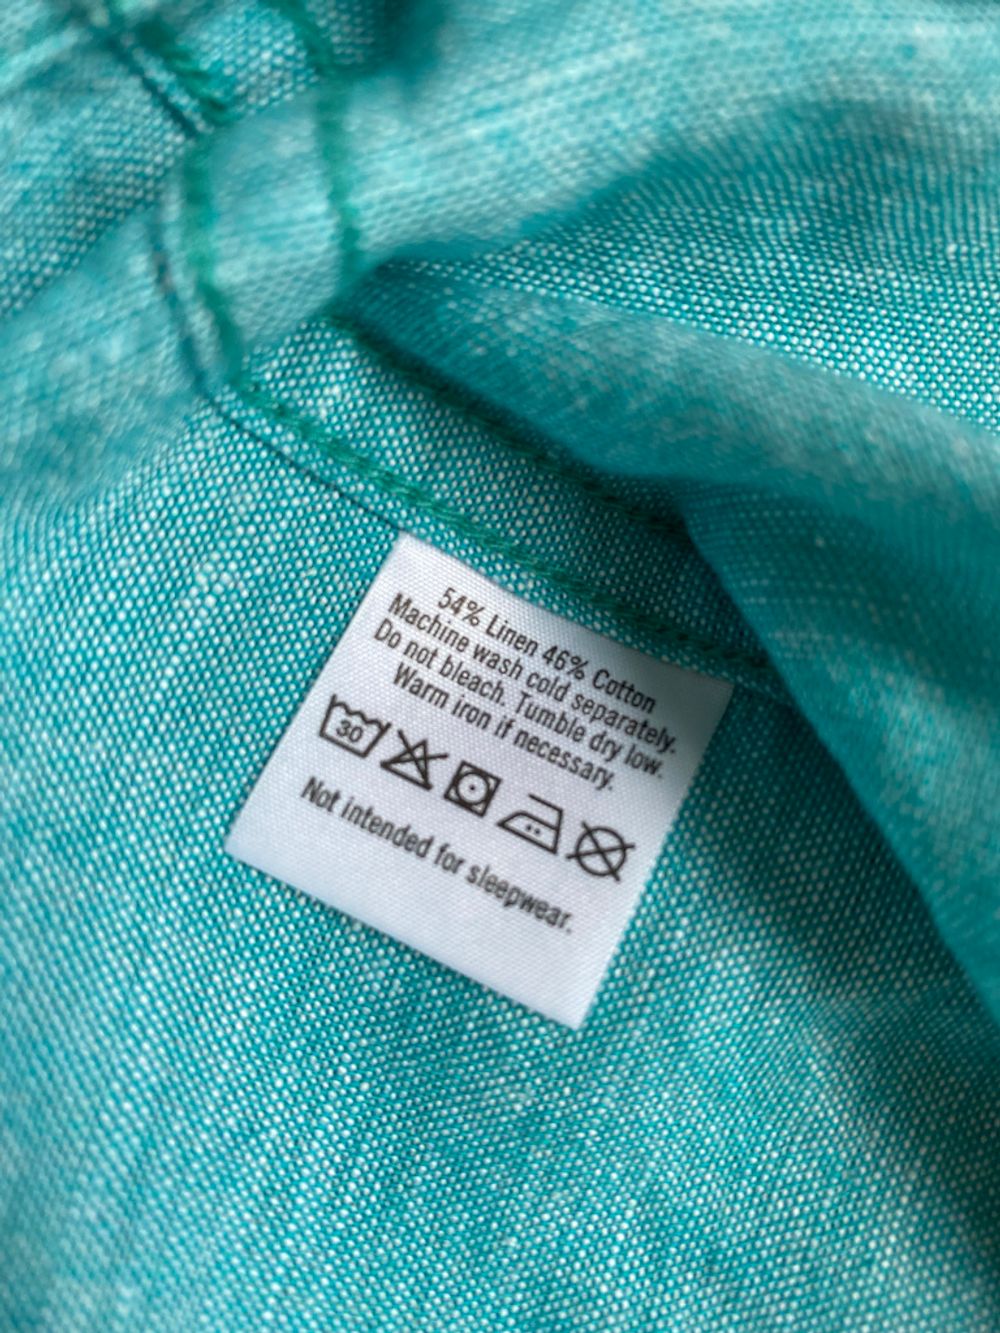 54% Linen 46% Cotton
Machine wash cold separately.
Do not bleach. Tumble dry low.
Warm iron if necessary.
30
Not intended for sleepwear.